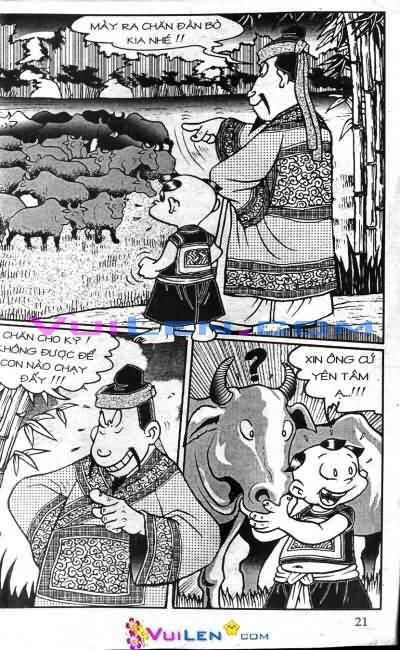 MÀY RA CHĂN ĐÀN BÒ
KIA NHÉ !!
CHĂN CHO KỸ !
KHÔNG ĐƯỢC ĐỂ
CON NÀO CHẠY
ĐẤY !!!
?
XIN ÔNG CỨ
YÊN TÂM
Ạ...!!!
VUILEN.COM
21
VUILEN.COM